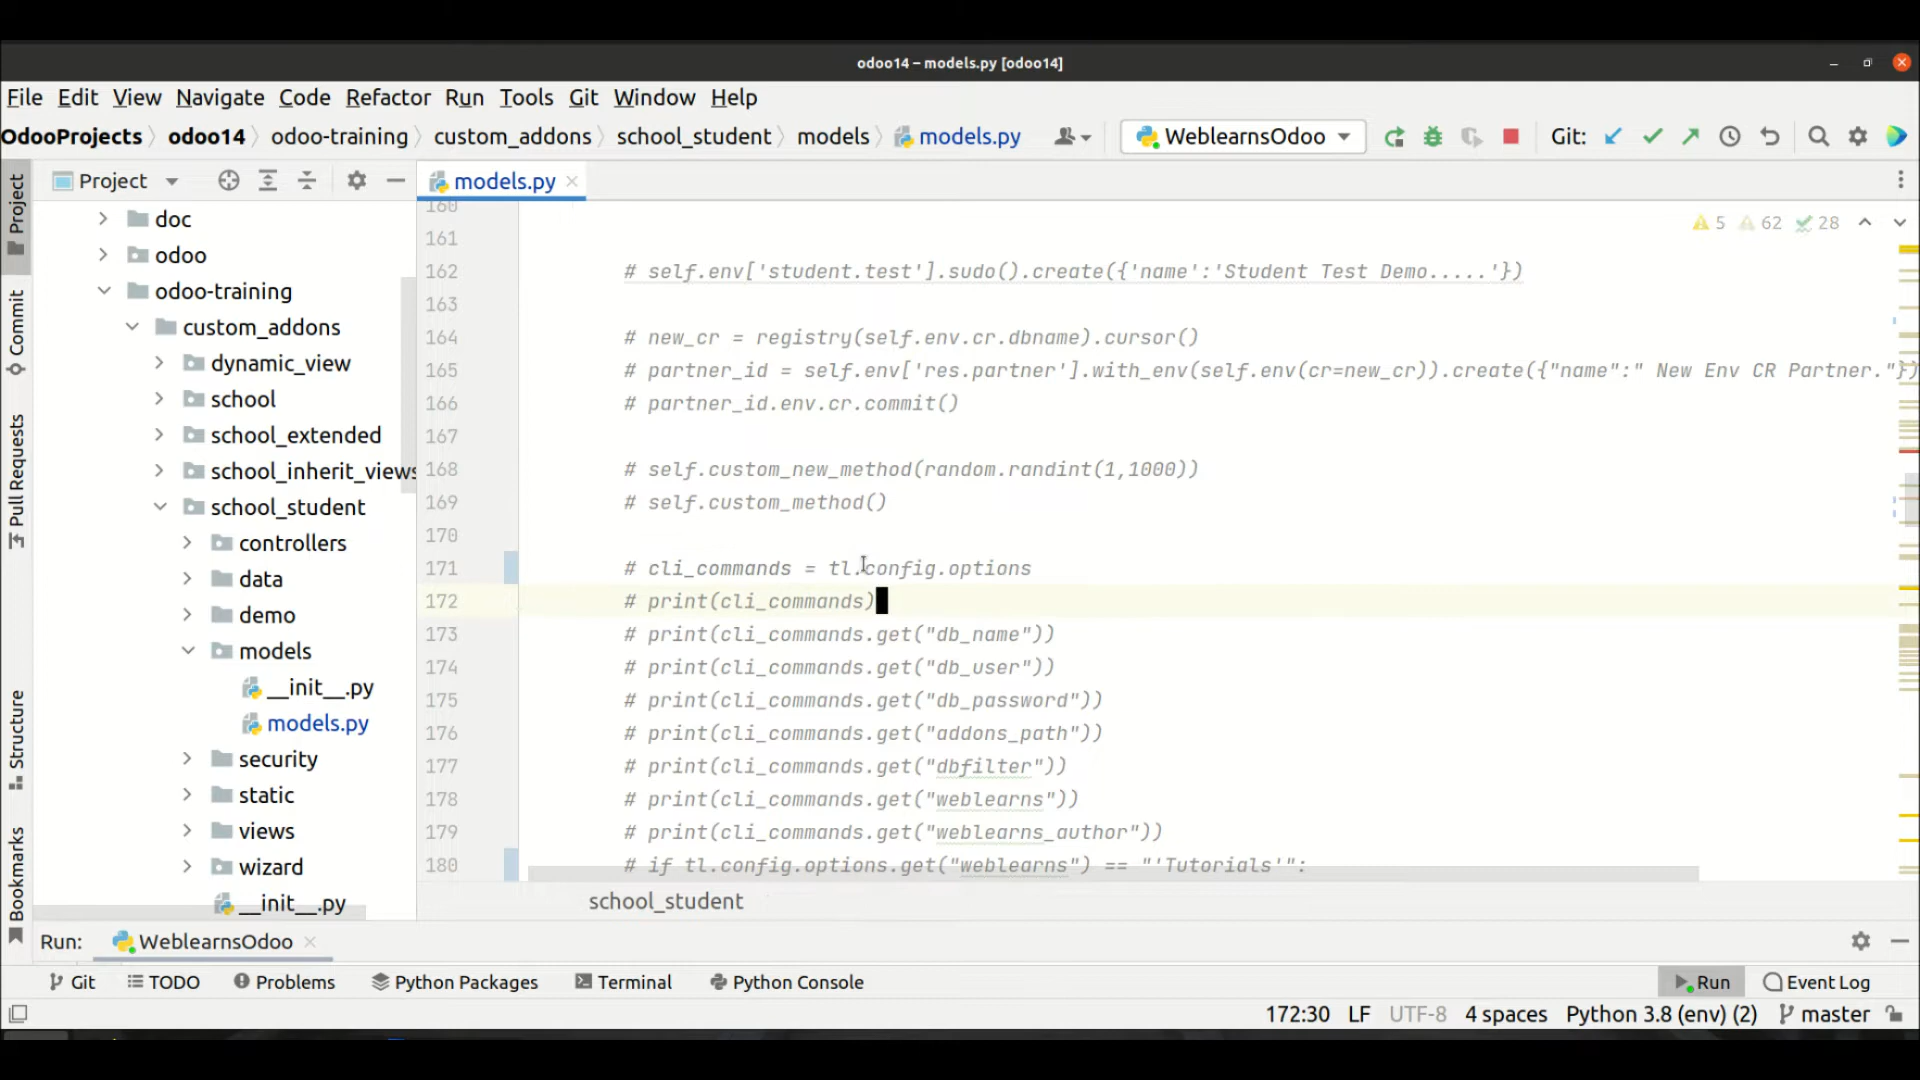 odoo14 – models.py [odoo14]
File Edit View Navigate Code Refactor Run Tools Git Window Help
OdooProjects odoo14 odoo-training custom_addons school_student models models.py WeblearnsOdoo Git:
Project
models.py
Project
Commit
Pull Requests
Structure
Bookmarks
doc
odoo
odoo-training
custom_addons
dynamic_view
school
school_extended
school_inherit_views
school_student
controllers
data
demo
models
__init__.py
models.py
security
static
views
wizard
__init__.py
5 62 28
160
161
162 # self.env['student.test'].sudo().create({'name':'Student Test Demo.....'})
163
164 # new_cr = registry(self.env.cr.dbname).cursor()
165 # partner_id = self.env['res.partner'].with_env(self.env(cr=new_cr)).create({"name":" New Env CR Partner."})
166 # partner_id.env.cr.commit()
167
168 # self.custom_new_method(random.randint(1,1000))
169 # self.custom_method()
170
171 # cli_commands = tl.config.options
172 # print(cli_commands)
173 # print(cli_commands.get("db_name"))
174 # print(cli_commands.get("db_user"))
175 # print(cli_commands.get("db_password"))
176 # print(cli_commands.get("addons_path"))
177 # print(cli_commands.get("dbfilter"))
178 # print(cli_commands.get("weblearns"))
179 # print(cli_commands.get("weblearns_author"))
180 # if tl.config.options.get("weblearns") == "'Tutorials'":
school_student
Run: WeblearnsOdoo
Git TODO Problems Python Packages Terminal Python Console Run Event Log
172:30 LF UTF-8 4 spaces Python 3.8 (env) (2) master